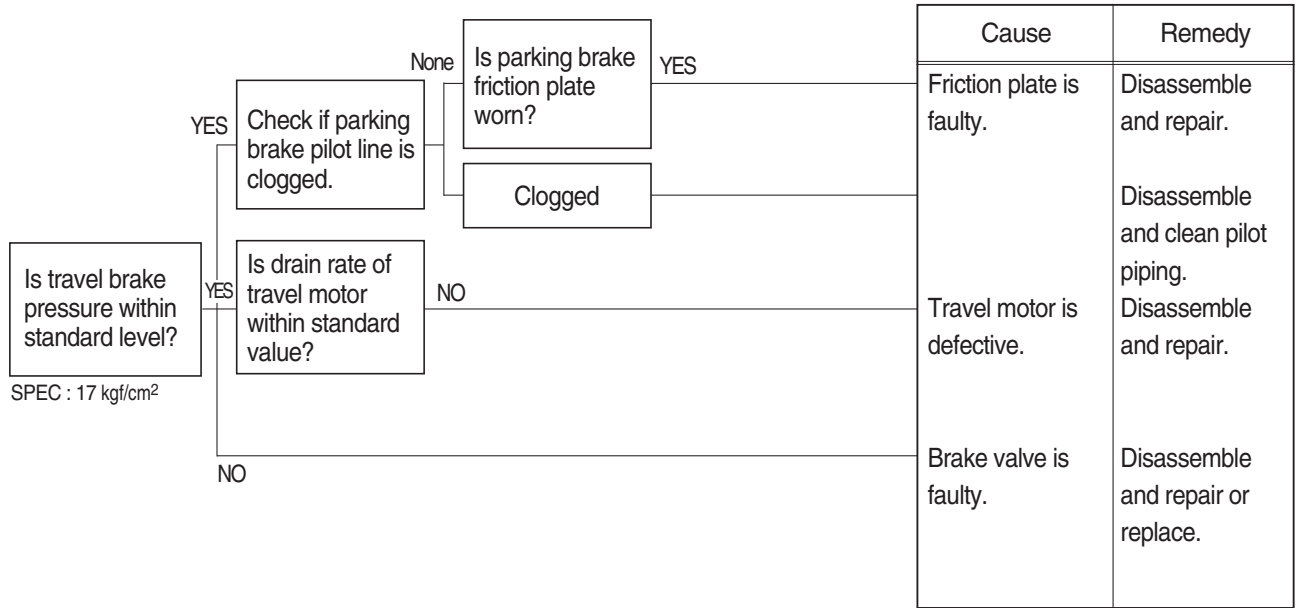 Cause
Remedy
None
Is parking brake
friction plate
worn?
YES
Friction plate is
faulty.
Disassemble
and repair.
YES
Check if parking
brake pilot line is
clogged.
Clogged
Disassemble
and clean pilot
piping.
Is travel brake
pressure within
standard level?
SPEC : 17 kgf/cm²
YES
Is drain rate of
travel motor
within standard
value?
NO
Travel motor is
defective.
Disassemble
and repair.
NO
Brake valve is
faulty.
Disassemble
and repair or
replace.